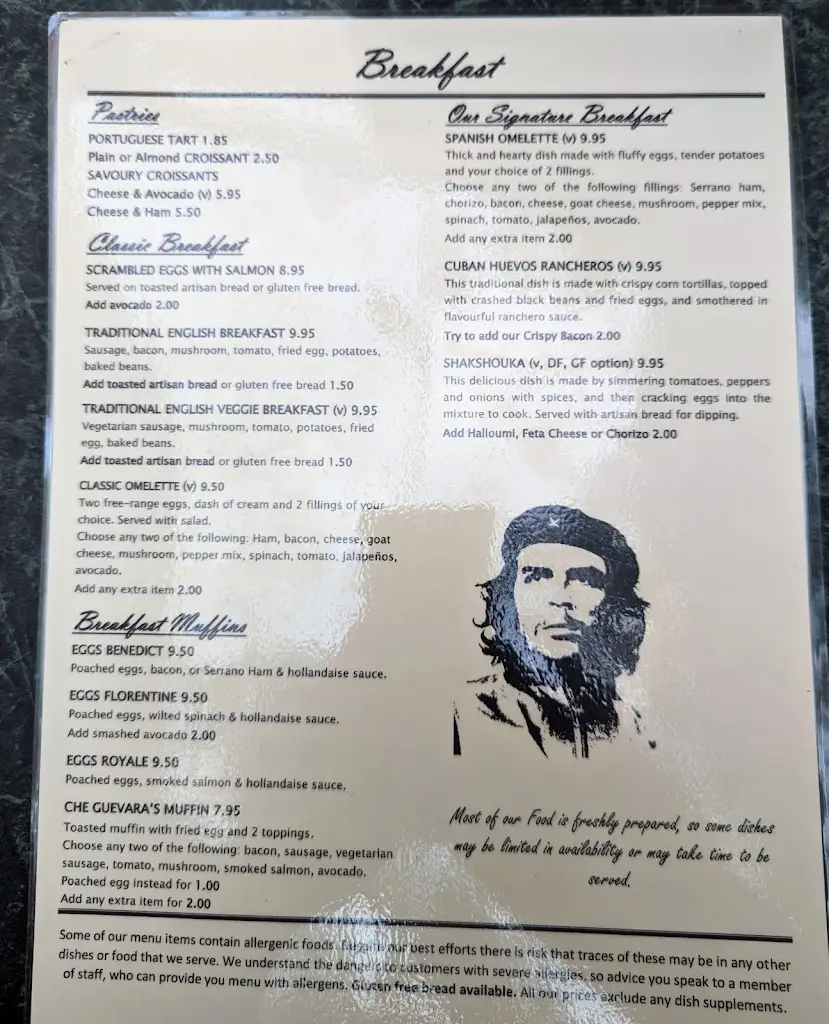 Breakfast
Pastries
PORTUGUESE TART 1.85
Plain or Almond CROISSANT 2.50
SAVOURY CROISSANTS
Cheese & Avocado (v) 5.95
Cheese & Ham 5.50
Classic Breakfast
SCRAMBLED EGGS WITH SALMON 8.95
Served on toasted artisan bread or gluten free bread.
Add avocado 2.00
TRADITIONAL ENGLISH BREAKFAST 9.95
Sausage, bacon, mushroom, tomato, fried egg, potatoes,
baked beans.
Add toasted artisan bread or gluten free bread 1.50
TRADITIONAL ENGLISH VEGGIE BREAKFAST (v) 9.95
Vegetarian sausage, mushroom, tomato, potatoes, fried
egg, baked beans.
Add toasted artisan bread or gluten free bread 1.50
CLASSIC OMELETTE (v) 9.50
Two free-range eggs, dash of cream and 2 fillings of your
choice. Served with salad.
Choose any two of the following: Ham, bacon, cheese, goat
cheese, mushroom, pepper mix, spinach, tomato, jalapeños,
avocado.
Add any extra item 2.00
Breakfast Muffins
EGGS BENEDICT 9.50
Poached eggs, bacon, or Serrano Ham & hollandaise sauce.
EGGS FLORENTINE 9.50
Poached eggs, wilted spinach & hollandaise sauce.
Add smashed avocado 2.00
EGGS ROYALE 9.50
Poached eggs, smoked salmon & hollandaise sauce.
CHE GUEVARA'S MUFFIN 7.95
Toasted muffin with fried egg and 2 toppings.
Choose any two of the following: bacon, sausage, vegetarian
sausage, tomato, mushroom, smoked salmon, avocado.
Poached egg instead for 1.00
Add any extra item for 2.00
Our Signature Breakfast
SPANISH OMELETTE (v) 9.95
Thick and hearty dish made with fluffy eggs, tender potatoes
and your choice of 2 fillings.
Choose any two of the following fillings: Serrano ham,
chorizo, bacon, cheese, goat cheese, mushroom, pepper mix,
spinach, tomato, jalapeños, avocado.
Add any extra item 2.00
CUBAN HUEVOS RANCHEROS (v) 9.95
This traditional dish is made with crispy corn tortillas, topped
with crashed black beans and fried eggs, and smothered in
flavourful ranchero sauce.
Try to add our Crispy Bacon 2.00
SHAKSHOUKA (v, DF, GF option) 9.95
This delicious dish is made by simmering tomatoes, peppers
and onions with spices, and then cracking eggs into the
mixture to cook. Served with artisan bread for dipping.
Add Halloumi, Feta Cheese or Chorizo 2.00
Most of our Food is freshly prepared, so some dishes
may be limited in availability or may take time to be
served.
Some of our menu items contain allergenic foods. Despite our best efforts there is risk that traces of these may be in any other
dishes or food that we serve. We understand the dangers to customers with severe allergies, so advice you speak to a member
of staff, who can provide you menu with allergens. Gluten free bread available. All our prices exclude any dish supplements.